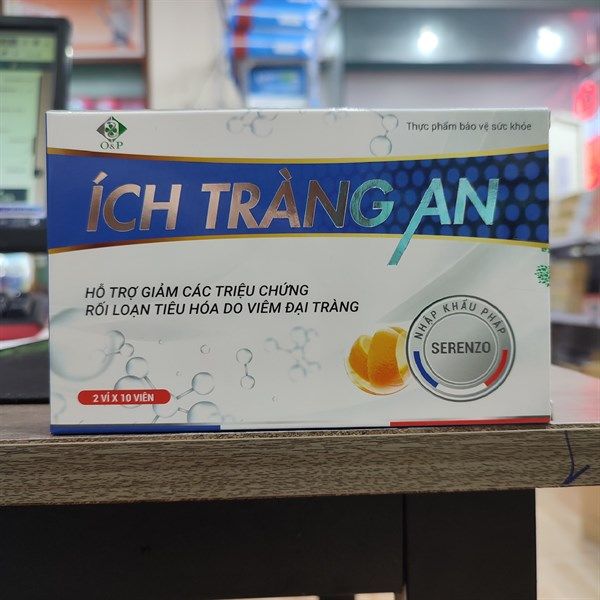 O&P
Thực phẩm bảo vệ sức khỏe
ÍCH TRÀNG AN
HỖ TRỢ GIẢM CÁC TRIỆU CHỨNG
RỐI LOẠN TIÊU HÓA DO VIÊM ĐẠI TRÀNG
NHẬP KHẨU PHÁP
SERENZO
2 VỈ X 10 VIÊN